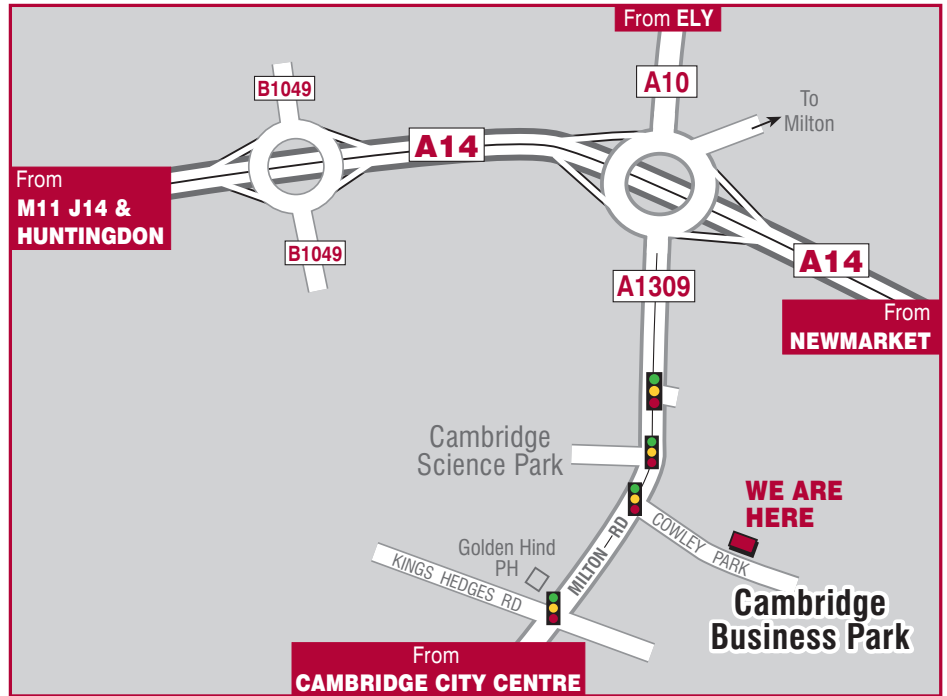 From ELY
B1049
A10
To
Milton
A14
From
M11 J14 &
HUNTINGDON
B1049
A14
A1309
From
NEWMARKET
Cambridge
Science Park
WE ARE
HERE
MILTON RD
COWLEY PARK
Golden Hind
PH
KINGS HEDGES RD
Cambridge
Business Park
From
CAMBRIDGE CITY CENTRE